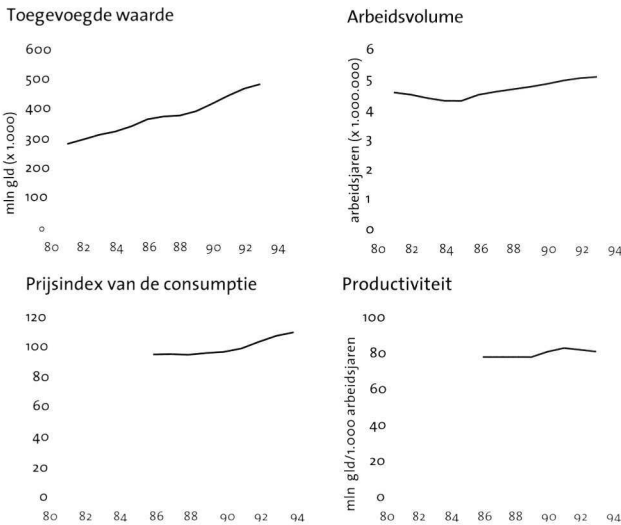 Toegevoegde waarde
mln gld (x 1.000)
600
500
400
300
200
100
0
80 82 84 86 88 90 92 94
Arbeidsvolume
arbeidsjaren (x 1.000.000)
6
5
4
3
2
1
0
80 82 84 86 88 90 92 94
Prijsindex van de consumptie
120
100
80
60
40
20
0
80 82 84 86 88 90 92 94
Productiviteit
mln gld/1.000 arbeidsjaren
100
80
60
40
20
0
80 82 84 86 88 90 92 94